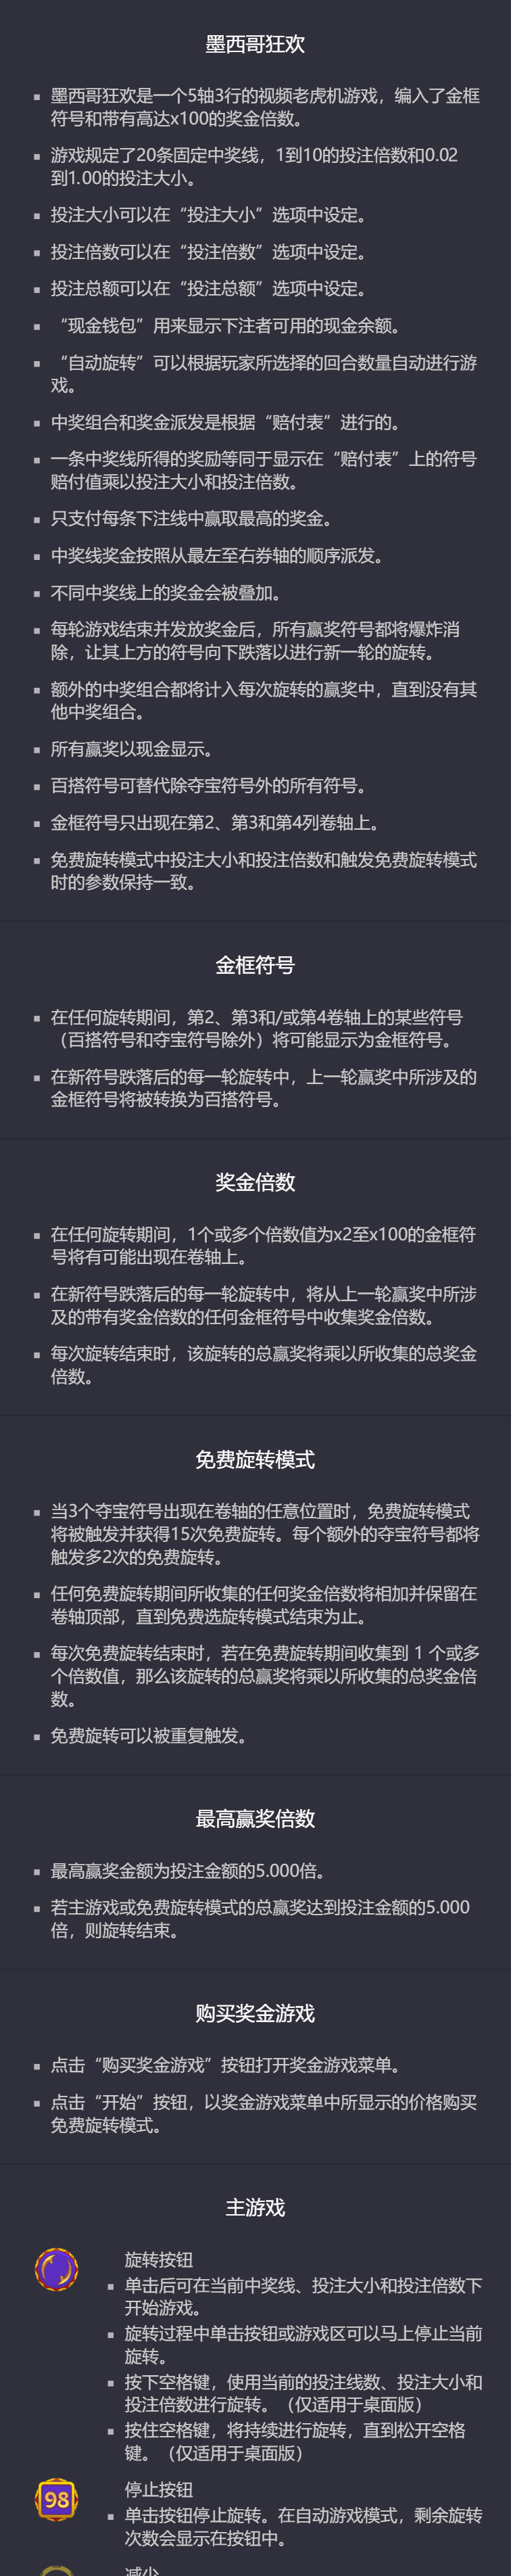 墨西哥狂欢
▪ 墨西哥狂欢是一个5轴3行的视频老虎机游戏，编入了金框
符号和带有高达x100的奖金倍数。
▪ 游戏规定了20条固定中奖线，1到10的投注倍数和0.02
到1.00的投注大小。
▪ 投注大小可以在“投注大小”选项中设定。
▪ 投注倍数可以在“投注倍数”选项中设定。
▪ 投注总额可以在“投注总额”选项中设定。
▪ “现金钱包”用来显示下注者可用的现金余额。
▪ “自动旋转”可以根据玩家所选择的回合数量自动进行游
戏。
▪ 中奖组合和奖金派发是根据“赔付表”进行的。
▪ 一条中奖线所得的奖励等同于显示在“赔付表”上的符号
赔付值乘以投注大小和投注倍数。
▪ 只支付每条下注线中赢取最高的奖金。
▪ 中奖线奖金按照从最左至右券轴的顺序派发。
▪ 不同中奖线上的奖金会被叠加。
▪ 每轮游戏结束并发放奖金后，所有赢奖符号都将爆炸消
除，让其上方的符号向下跌落以进行新一轮的旋转。
▪ 额外的中奖组合都将计入每次旋转的赢奖中，直到没有其
他中奖组合。
▪ 所有赢奖以现金显示。
▪ 百搭符号可替代除夺宝符号外的所有符号。
▪ 金框符号只出现在第2、第3和第4列卷轴上。
▪ 免费旋转模式中投注大小和投注倍数和触发免费旋转模式
时的参数保持一致。
金框符号
▪ 在任何旋转期间，第2、第3和/或第4卷轴上的某些符号
（百搭符号和夺宝符号除外）将可能显示为金框符号。
▪ 在新符号跌落后的每一轮旋转中，上一轮赢奖中所涉及的
金框符号将被转换为百搭符号。
奖金倍数
▪ 在任何旋转期间，1个或多个倍数值为x2至x100的金框符
号将有可能出现在卷轴上。
▪ 在新符号跌落后的每一轮旋转中，将从上一轮赢奖中所涉
及的带有奖金倍数的任何金框符号中收集奖金倍数。
▪ 每次旋转结束时，该旋转的总赢奖将乘以所收集的总奖金
倍数。
免费旋转模式
▪ 当3个夺宝符号出现在卷轴的任意位置时，免费旋转模式
将被触发并获得15次免费旋转。每个额外的夺宝符号都将
触发多2次的免费旋转。
▪ 任何免费旋转期间所收集的任何奖金倍数将相加并保留在
卷轴顶部，直到免费选旋转模式结束为止。
▪ 每次免费旋转结束时，若在免费旋转期间收集到 1 个或多
个倍数值，那么该旋转的总赢奖将乘以所收集的总奖金倍
数。
▪ 免费旋转可以被重复触发。
最高赢奖倍数
▪ 最高赢奖金额为投注金额的5.000倍。
▪ 若主游戏或免费旋转模式的总赢奖达到投注金额的5.000
倍，则旋转结束。
购买奖金游戏
▪ 点击“购买奖金游戏”按钮打开奖金游戏菜单。
▪ 点击“开始”按钮，以奖金游戏菜单中所显示的价格购买
免费旋转模式。
主游戏
旋转按钮
▪ 单击后可在当前中奖线、投注大小和投注倍数下
开始游戏。
▪ 旋转过程中单击按钮或游戏区可以马上停止当前
旋转。
▪ 按下空格键，使用当前的投注线数、投注大小和
投注倍数进行旋转。（仅适用于桌面版）
▪ 按住空格键，将持续进行旋转，直到松开空格
键。（仅适用于桌面版）
98
停止按钮
▪ 单击按钮停止旋转。在自动游戏模式，剩余旋转
次数会显示在按钮中。
减少